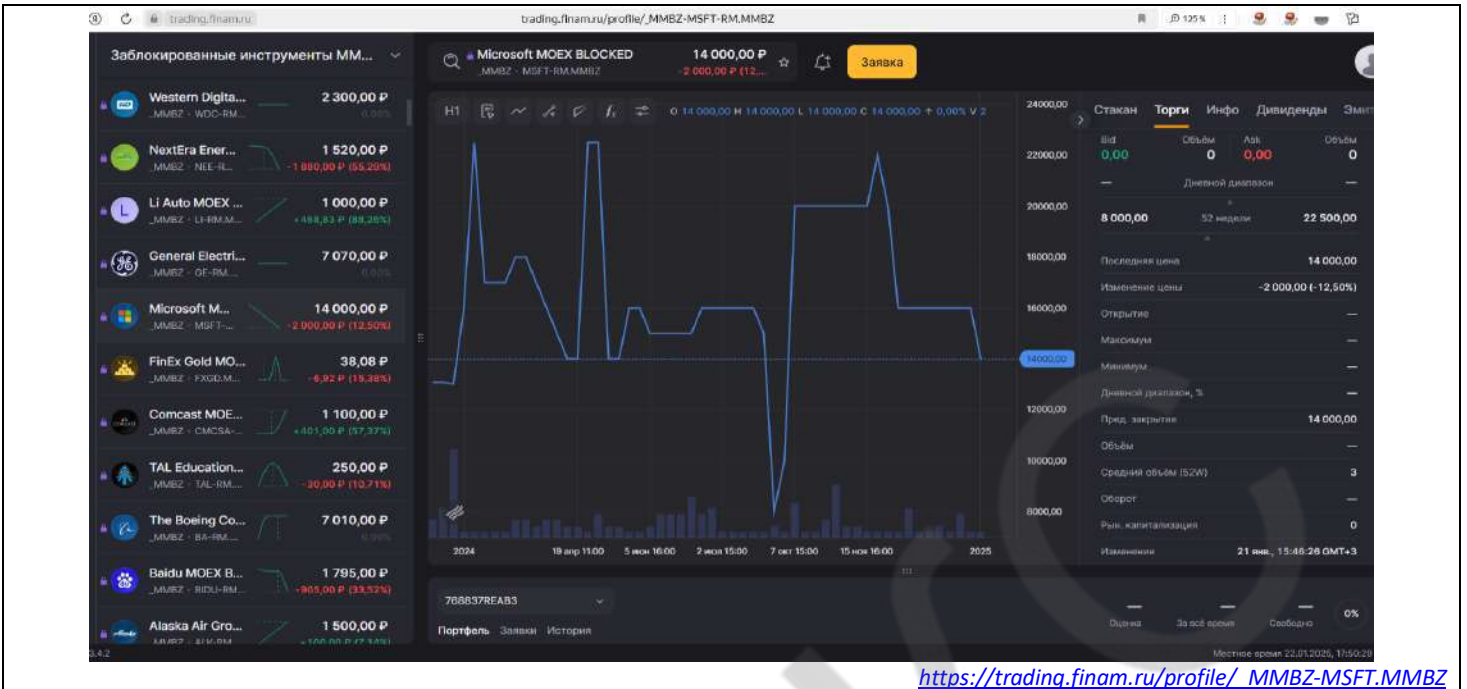 trading.finam.ru
trading.finam.ru/profile/_MMBZ-MSFT-RM.MMBZ
125 %
Заблокированные инструменты MM...
Western Digita...
2 300,00 ₽
_MMBZ · WDC-RM...
0,00%
NextEra Ener...
1 520,00 ₽
_MMBZ · NEE-R...
-1 880,00 ₽ (55,29%)
Li Auto MOEX ...
1 000,00 ₽
_MMBZ · LI-RM.M...
General Electri...
7 070,00 ₽
_MMBZ · GE-RM....
0,00%
Microsoft M...
14 000,00 ₽
_MMBZ · MSFT-...
-2 000,00 ₽ (12,50%)
FinEx Gold MO...
38,08 ₽
_MMBZ · FXGD.M...
-6,92 ₽ (15,38%)
Comcast MOE...
1 100,00 ₽
_MMBZ · CMCSA-...
+401,00 ₽ (57,37%)
TAL Education...
250,00 ₽
_MMBZ · TAL-RM....
-30,00 ₽ (10,71%)
The Boeing Co...
7 010,00 ₽
_MMBZ · BA-RM....
0,00%
Baidu MOEX B...
1 795,00 ₽
_MMBZ · BIDU-RM...
-905,00 ₽ (33,52%)
Alaska Air Gro...
1 500,00 ₽
_MMBZ · ALK-RM
+100,00 ₽ (7,14%)
3.4.2
Microsoft MOEX BLOCKED
_MMBZ · MSFT-RM.MMBZ
14 000,00 ₽
-2 000,00 ₽ (12,...
Заявка
H1
O 14 000,00 H 14 000,00 L 14 000,00 C 14 000,00 + 0,00% V 2
24000,00
22000,00
20000,00
18000,00
16000,00
14000,00
12000,00
10000,00
8000,00
2024
19 апр 11:00
5 июн 16:00
2 июл 15:00
7 окт 15:00
15 ноя 16:00
2025
Стакан Торги Инфо Дивиденды Эмит
Bid Объём Ask Объём
0,00 0 0,00 0
— Дневной диапазон —
8 000,00 52 недели 22 500,00
Последняя цена 14 000,00
Изменение цены -2 000,00 (-12,50%)
Открытие —
Максимум —
Минимум —
Дневной диапазон, % —
Пред. закрытие 14 000,00
Объём —
Средний объём (52W) 3
Оборот —
Рын. капитализация 0
Изменения 21 янв., 15:46:26 GMT+3
768837REAB3
Портфель Заявки История
Оценка
За всё время
Свободно
0%
Местное время 22.01.2025, 17:50:29
https://trading.finam.ru/profile/_MMBZ-MSFT.MMBZ